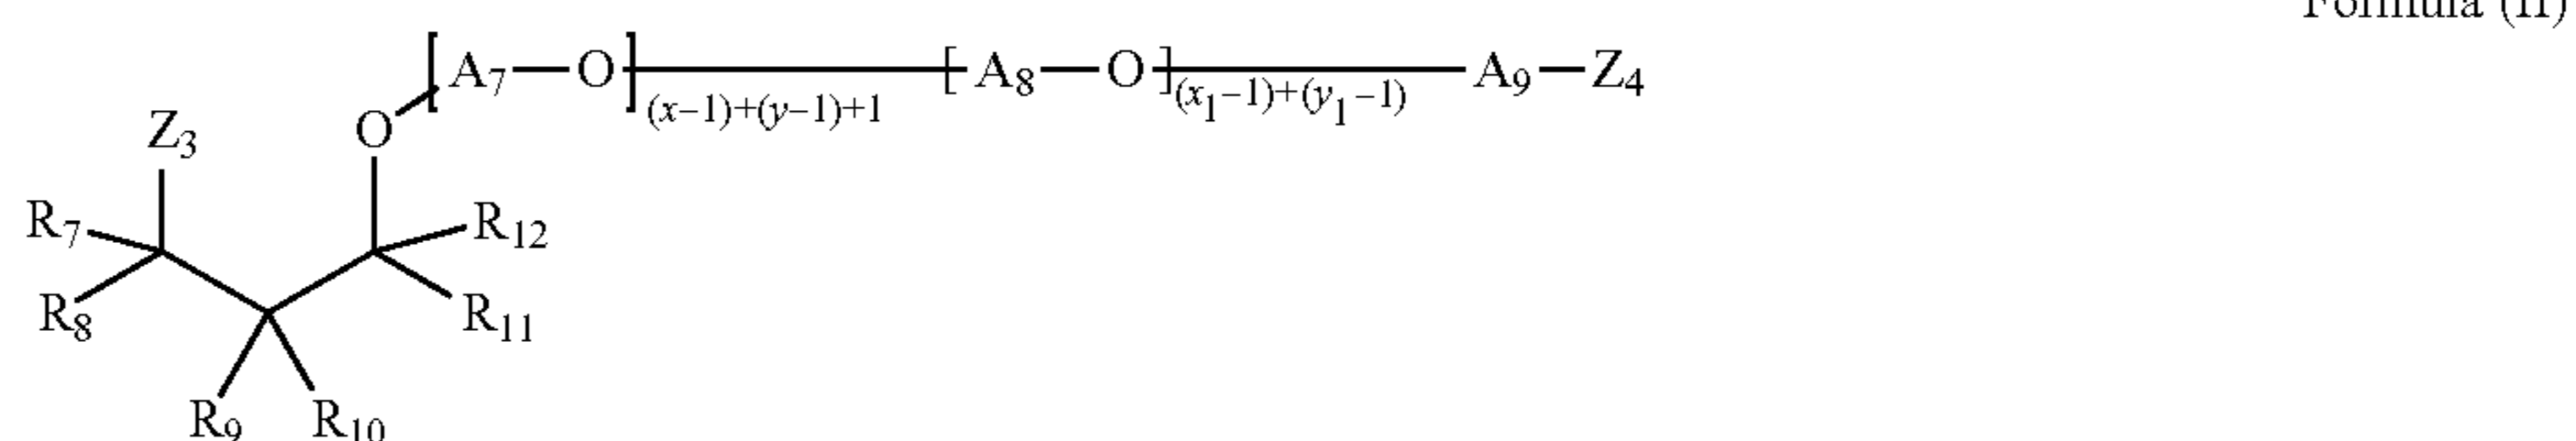 Formula (II)
[A₇—O](x−1)+(y−1)+1 [A₈—O](x₁−1)+(y₁−1) A₉—Z₄
Z₃ O
R₇ R₁₂
R₈ R₁₁
R₉ R₁₀